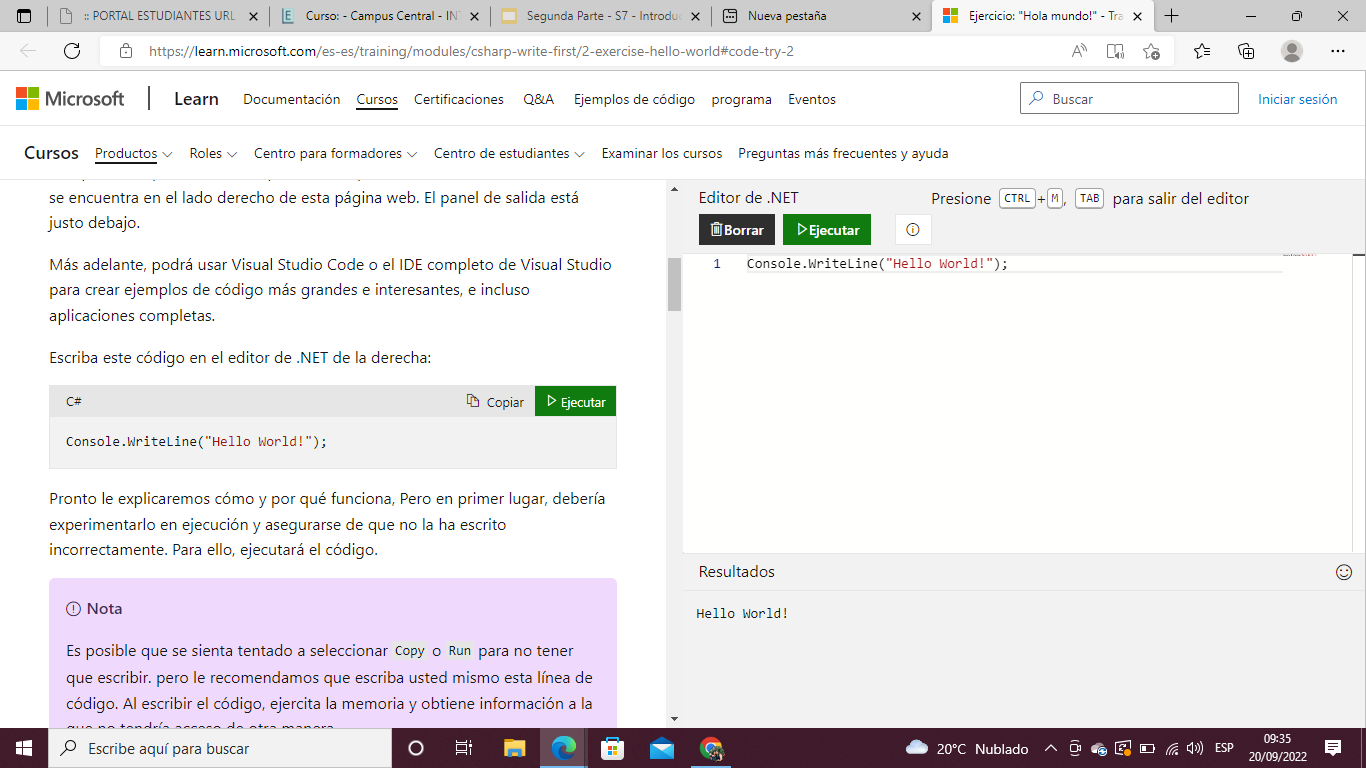 :: PORTAL ESTUDIANTES URL
Curso: - Campus Central - INT
Segunda Parte - S7 - Introduc
Nueva pestaña
Ejercicio: "Hola mundo!" - Tra
https://learn.microsoft.com/es-es/training/modules/csharp-write-first/2-exercise-hello-world#code-try-2
Microsoft
Learn
Documentación
Cursos
Certificaciones
Q&A
Ejemplos de código
programa
Eventos
Buscar
Iniciar sesión
Cursos
Productos
Roles
Centro para formadores
Centro de estudiantes
Examinar los cursos
Preguntas más frecuentes y ayuda
se encuentra en el lado derecho de esta página web. El panel de salida está
justo debajo.
Más adelante, podrá usar Visual Studio Code o el IDE completo de Visual Studio
para crear ejemplos de código más grandes e interesantes, e incluso
aplicaciones completas.
Escriba este código en el editor de .NET de la derecha:
C#
Copiar
Ejecutar
Console.WriteLine("Hello World!");
Pronto le explicaremos cómo y por qué funciona, Pero en primer lugar, debería
experimentarlo en ejecución y asegurarse de que no la ha escrito
incorrectamente. Para ello, ejecutará el código.
Nota
Es posible que se sienta tentado a seleccionar Copy o Run para no tener
que escribir. pero le recomendamos que escriba usted mismo esta línea de
código. Al escribir el código, ejercita la memoria y obtiene información a la
que no tendría acceso de otra manera
Editor de .NET
Presione CTRL+M, TAB para salir del editor
Borrar
Ejecutar
1 Console.WriteLine("Hello World!");
Resultados
Hello World!
Escribe aquí para buscar
20°C Nublado
ESP
09:35
20/09/2022